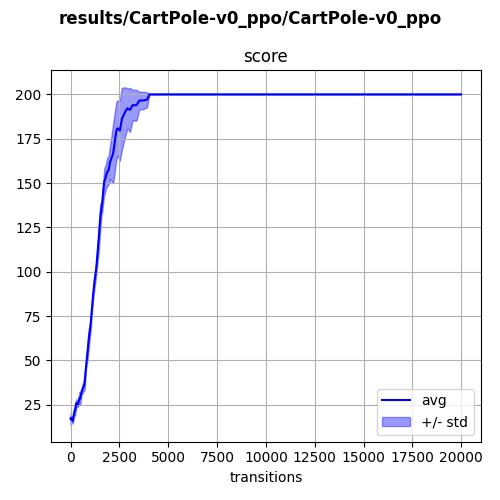 results/CartPole-v0_ppo/CartPole-v0_ppo
score
200
175
150
125
100
75
50
25
0 2500 5000 7500 10000 12500 15000 17500 20000
transitions
avg
+/- std